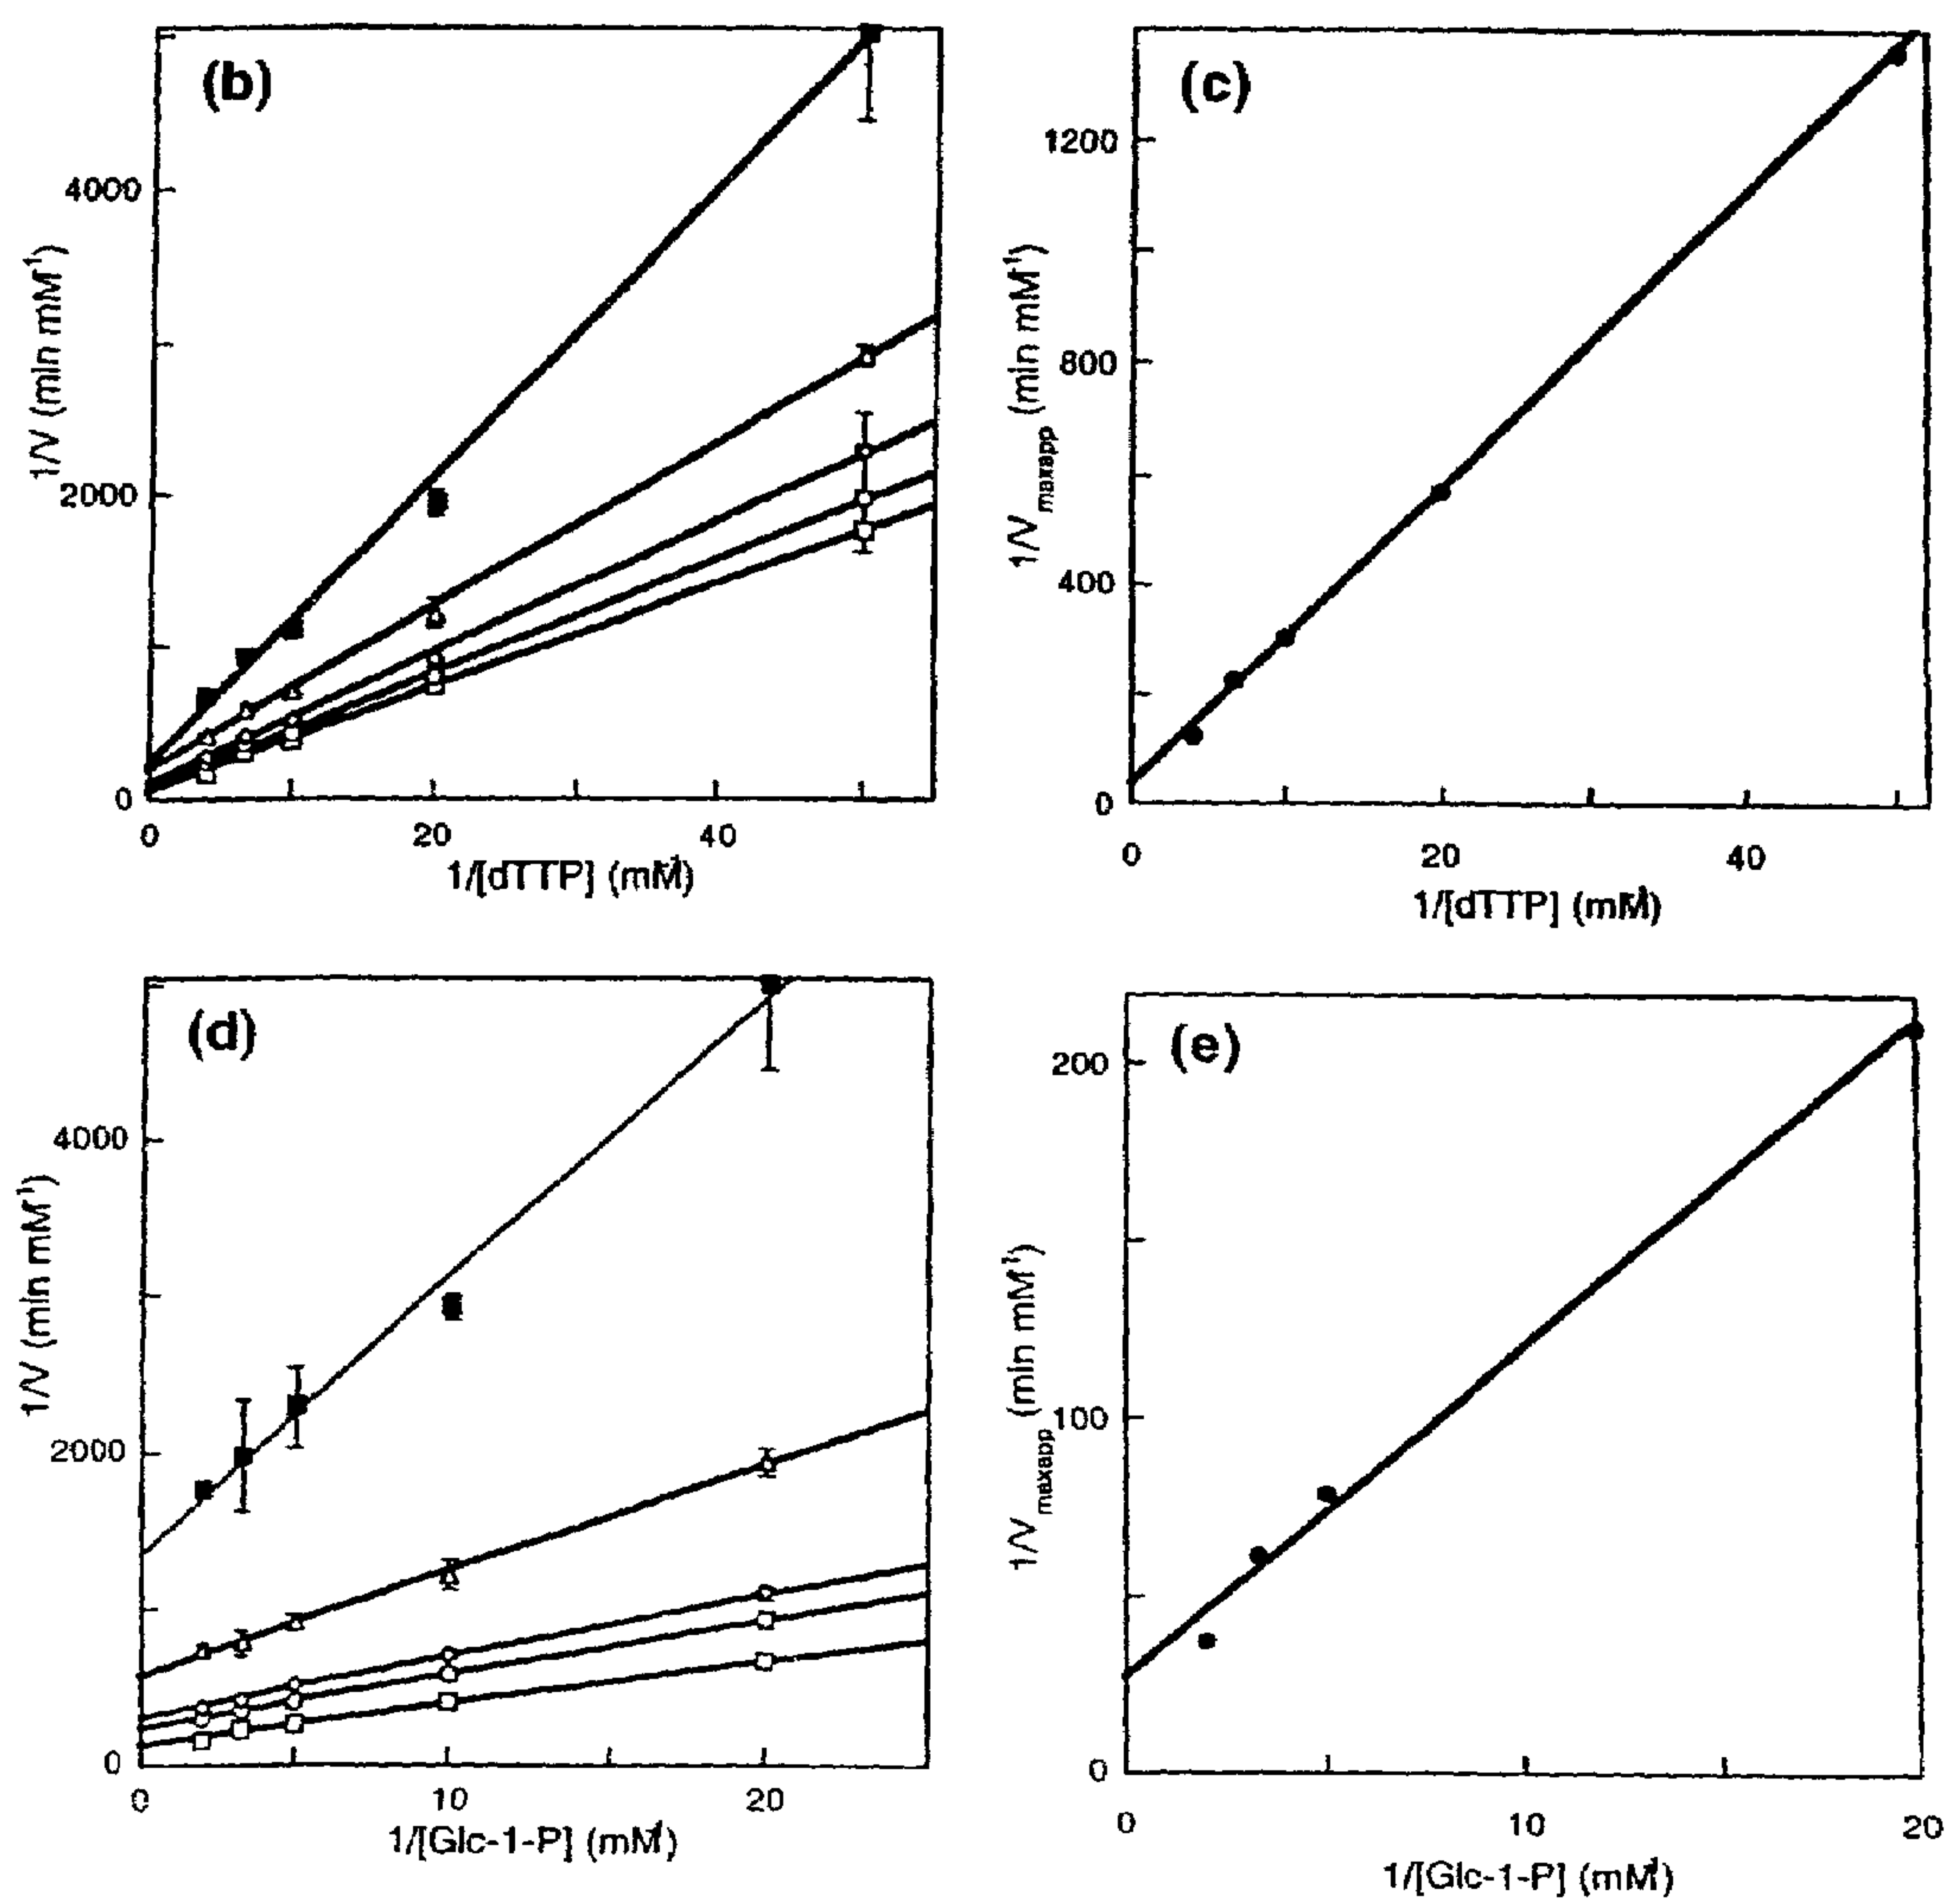 (b)
4000
2000
0
1/V (min mM⁻¹)
0
20
40
1/[dTTP] (mM⁻¹)
(c)
1200
800
400
0
1/Vmaxapp (min mM⁻¹)
0
20
40
1/[dTTP] (mM⁻¹)
(d)
4000
2000
0
1/V (min mM⁻¹)
0
10
20
1/[Glc-1-P] (mM⁻¹)
(e)
200
100
0
1/Vmaxapp (min mM⁻¹)
0
10
20
1/[Glc-1-P] (mM⁻¹)